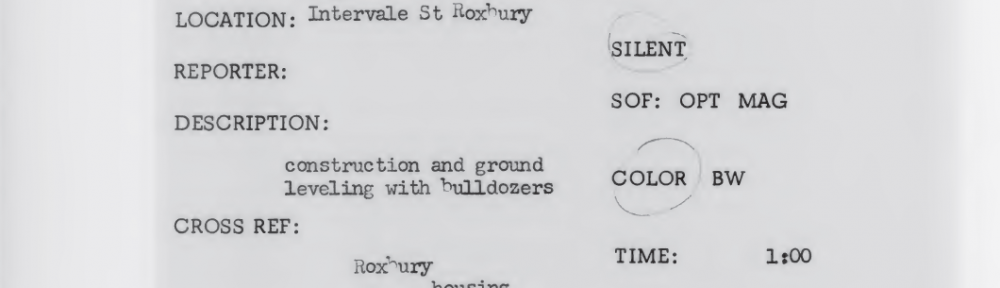 LOCATION: Intervale St Roxbury
SILENT
REPORTER:
SOF: OPT MAG
DESCRIPTION:
construction and ground
leveling with bulldozers
COLOR BW
CROSS REF:
TIME: 1:00
Roxbury
housing